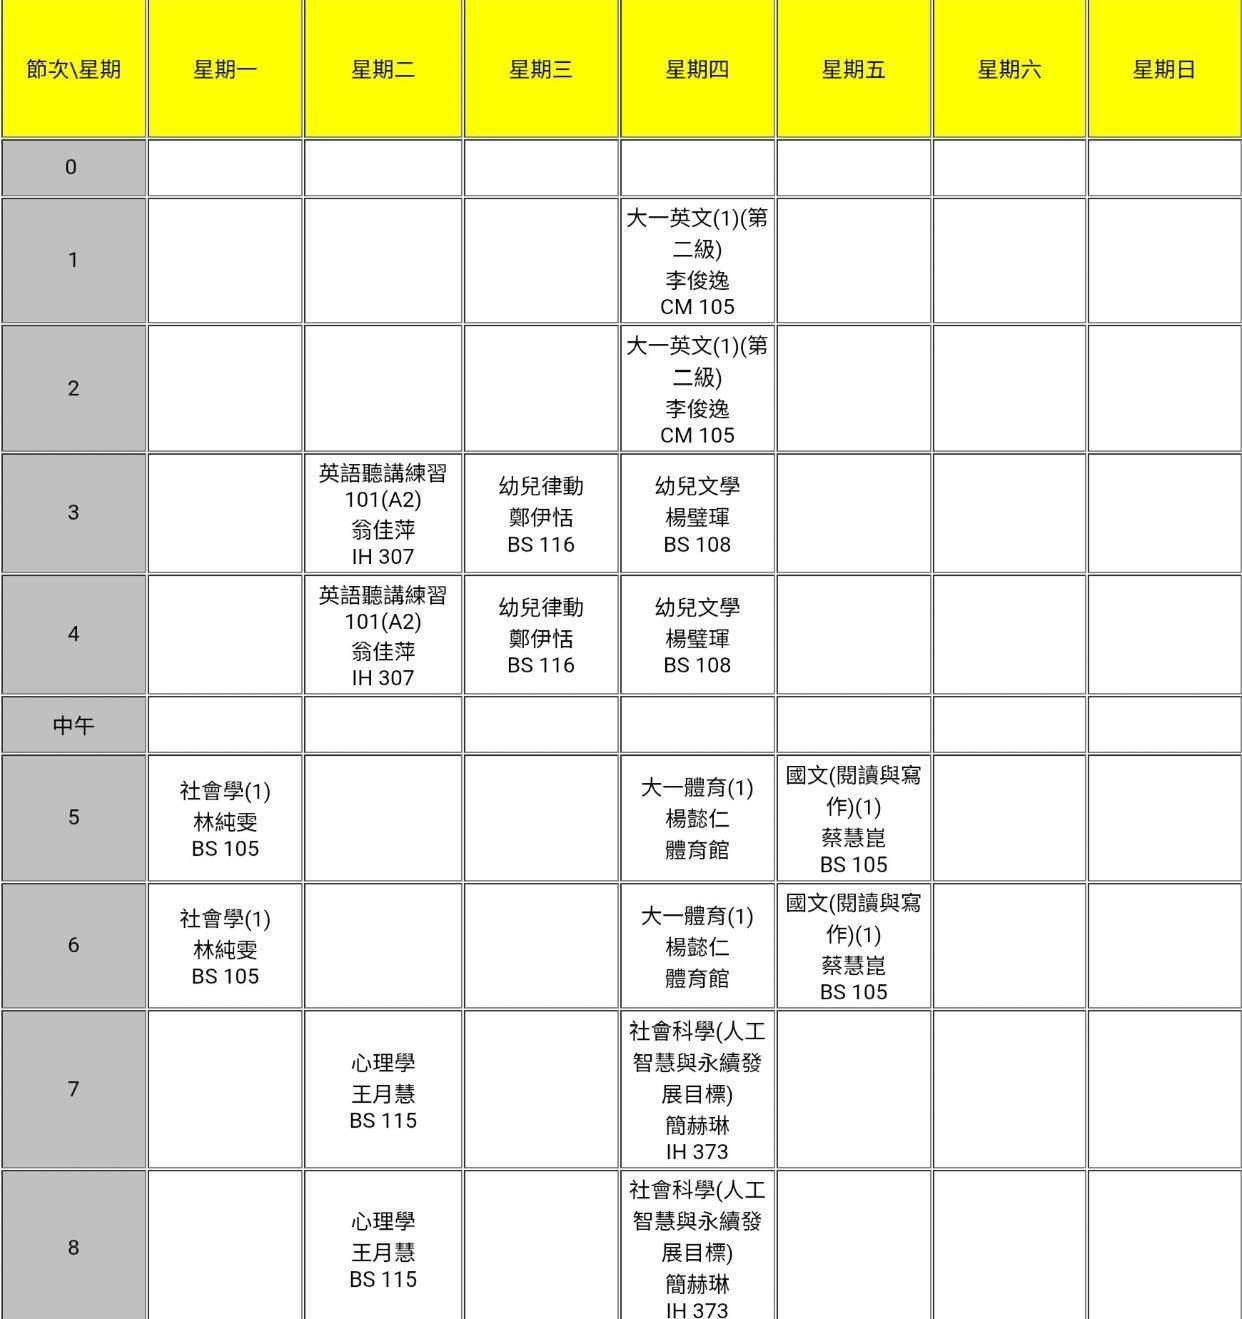 節次\星期 星期一 星期二 星期三 星期四 星期五 星期六 星期日
0
1
大一英文(1)(第
二級)
李俊逸
CM 105
2
大一英文(1)(第
二級)
李俊逸
CM 105
3
英語聽講練習
101(A2)
翁佳萍
IH 307
幼兒律動
鄭伊恬
BS 116
幼兒文學
楊璧琿
BS 108
4
英語聽講練習
101(A2)
翁佳萍
IH 307
幼兒律動
鄭伊恬
BS 116
幼兒文學
楊璧琿
BS 108
中午
5
社會學(1)
林純雯
BS 105
大一體育(1)
楊懿仁
體育館
國文(閱讀與寫
作)(1)
蔡慧崑
BS 105
6
社會學(1)
林純雯
BS 105
大一體育(1)
楊懿仁
體育館
國文(閱讀與寫
作)(1)
蔡慧崑
BS 105
7
心理學
王月慧
BS 115
社會科學(人工
智慧與永續發
展目標)
簡赫琳
IH 373
8
心理學
王月慧
BS 115
社會科學(人工
智慧與永續發
展目標)
簡赫琳
IH 373